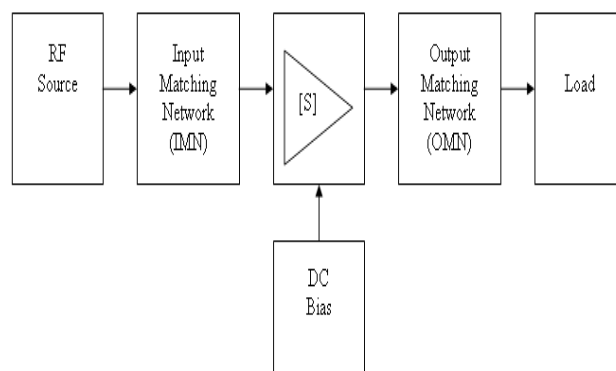 RF
Source
Input
Matching
Network
(IMN)
[S]
Output
Matching
Network
(OMN)
Load
DC
Bias